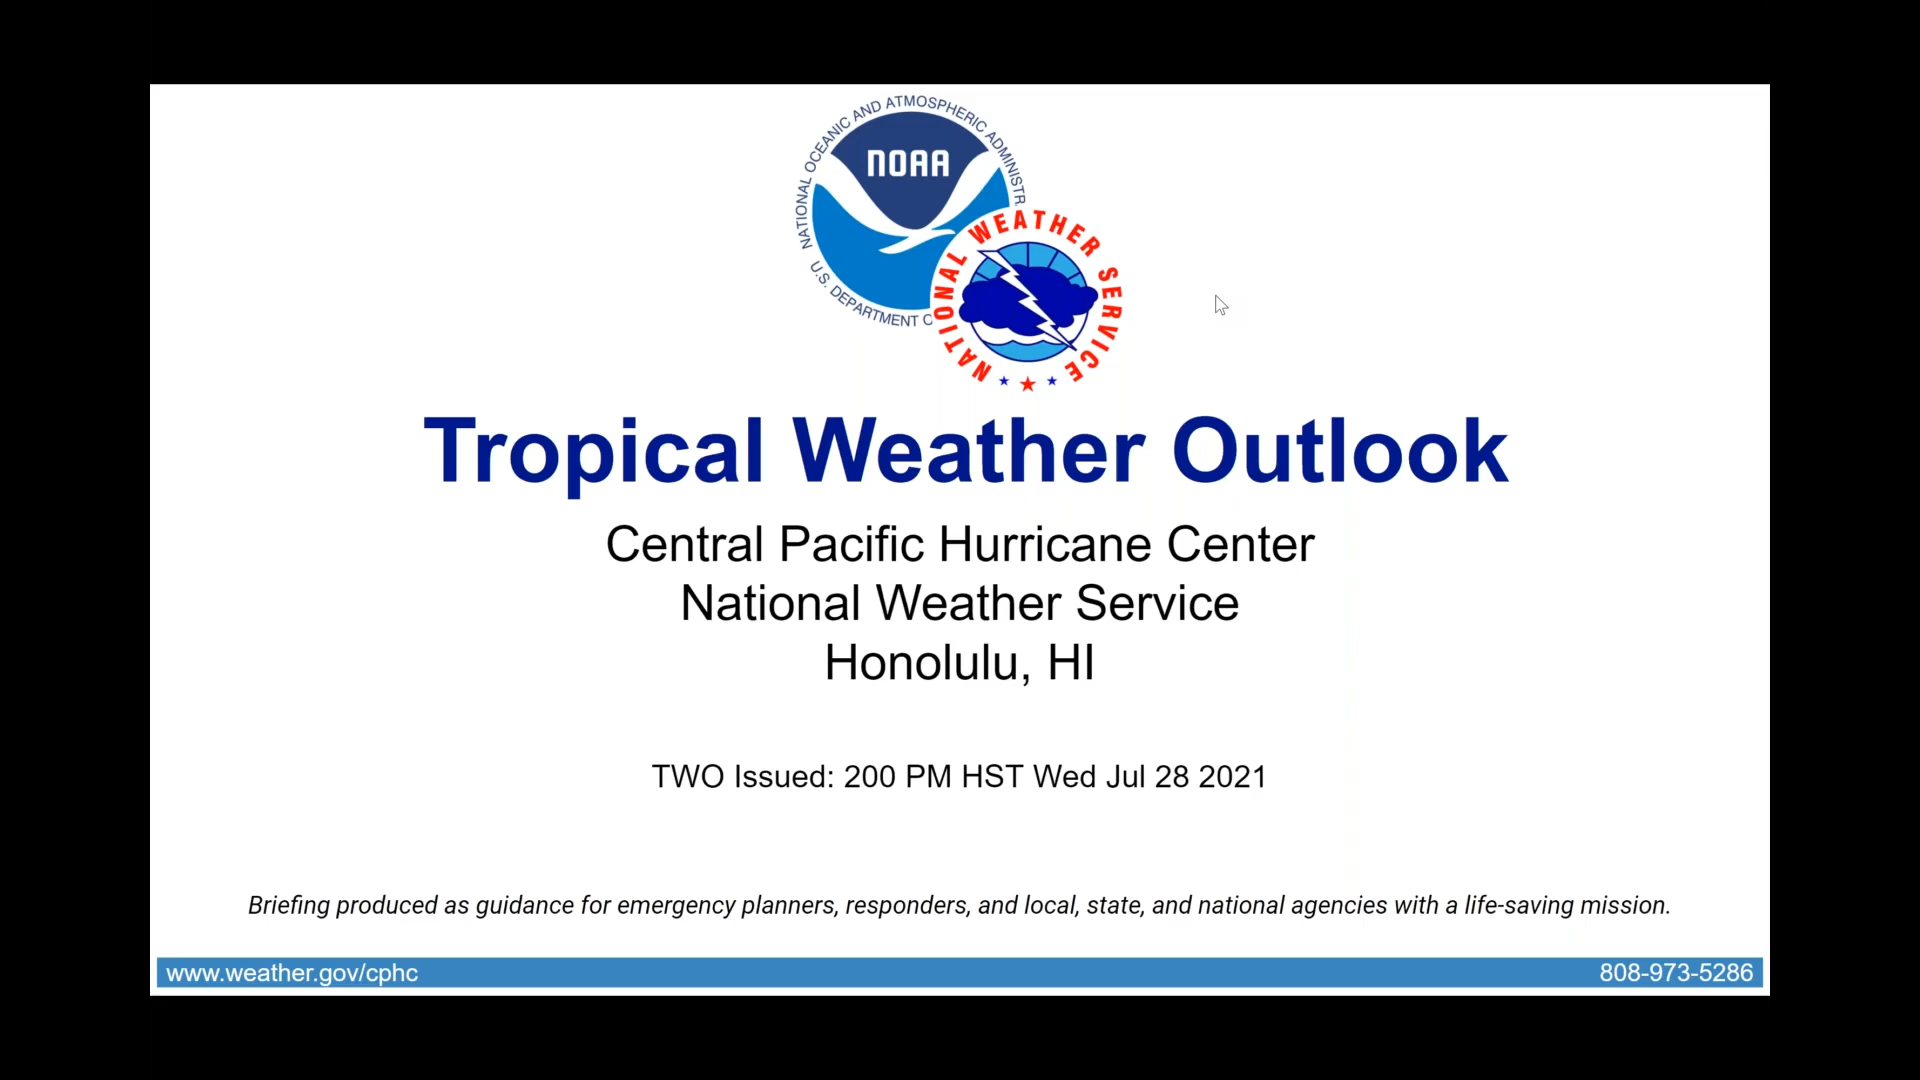 NATIONAL OCEANIC AND ATMOSPHERIC ADMINISTR
NOAA
U.S. DEPARTMENT
NATIONAL WEATHER SERVICE
Tropical Weather Outlook
Central Pacific Hurricane Center
National Weather Service
Honolulu, HI
TWO Issued: 200 PM HST Wed Jul 28 2021
Briefing produced as guidance for emergency planners, responders, and local, state, and national agencies with a life-saving mission.
www.weather.gov/cphc
808-973-5286